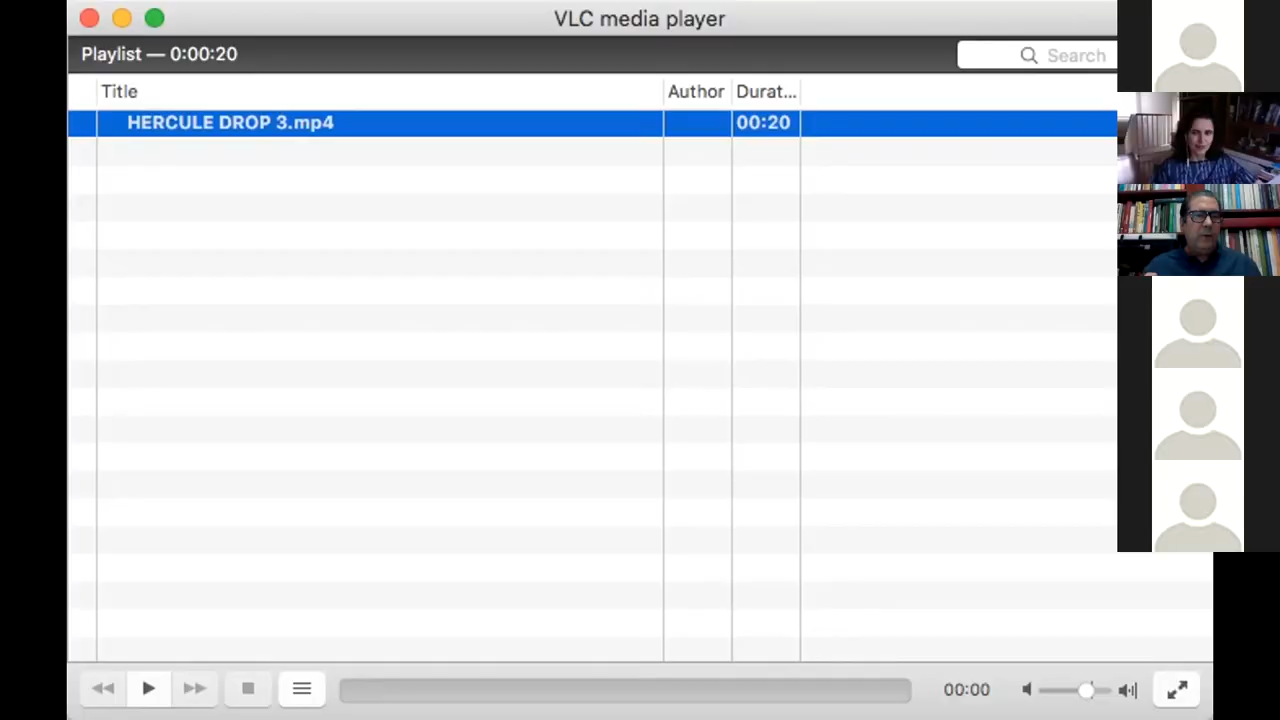 VLC media player
Playlist — 0:00:20
Search
Title
Author
Durat...
HERCULE DROP 3.mp4
00:20
00:00